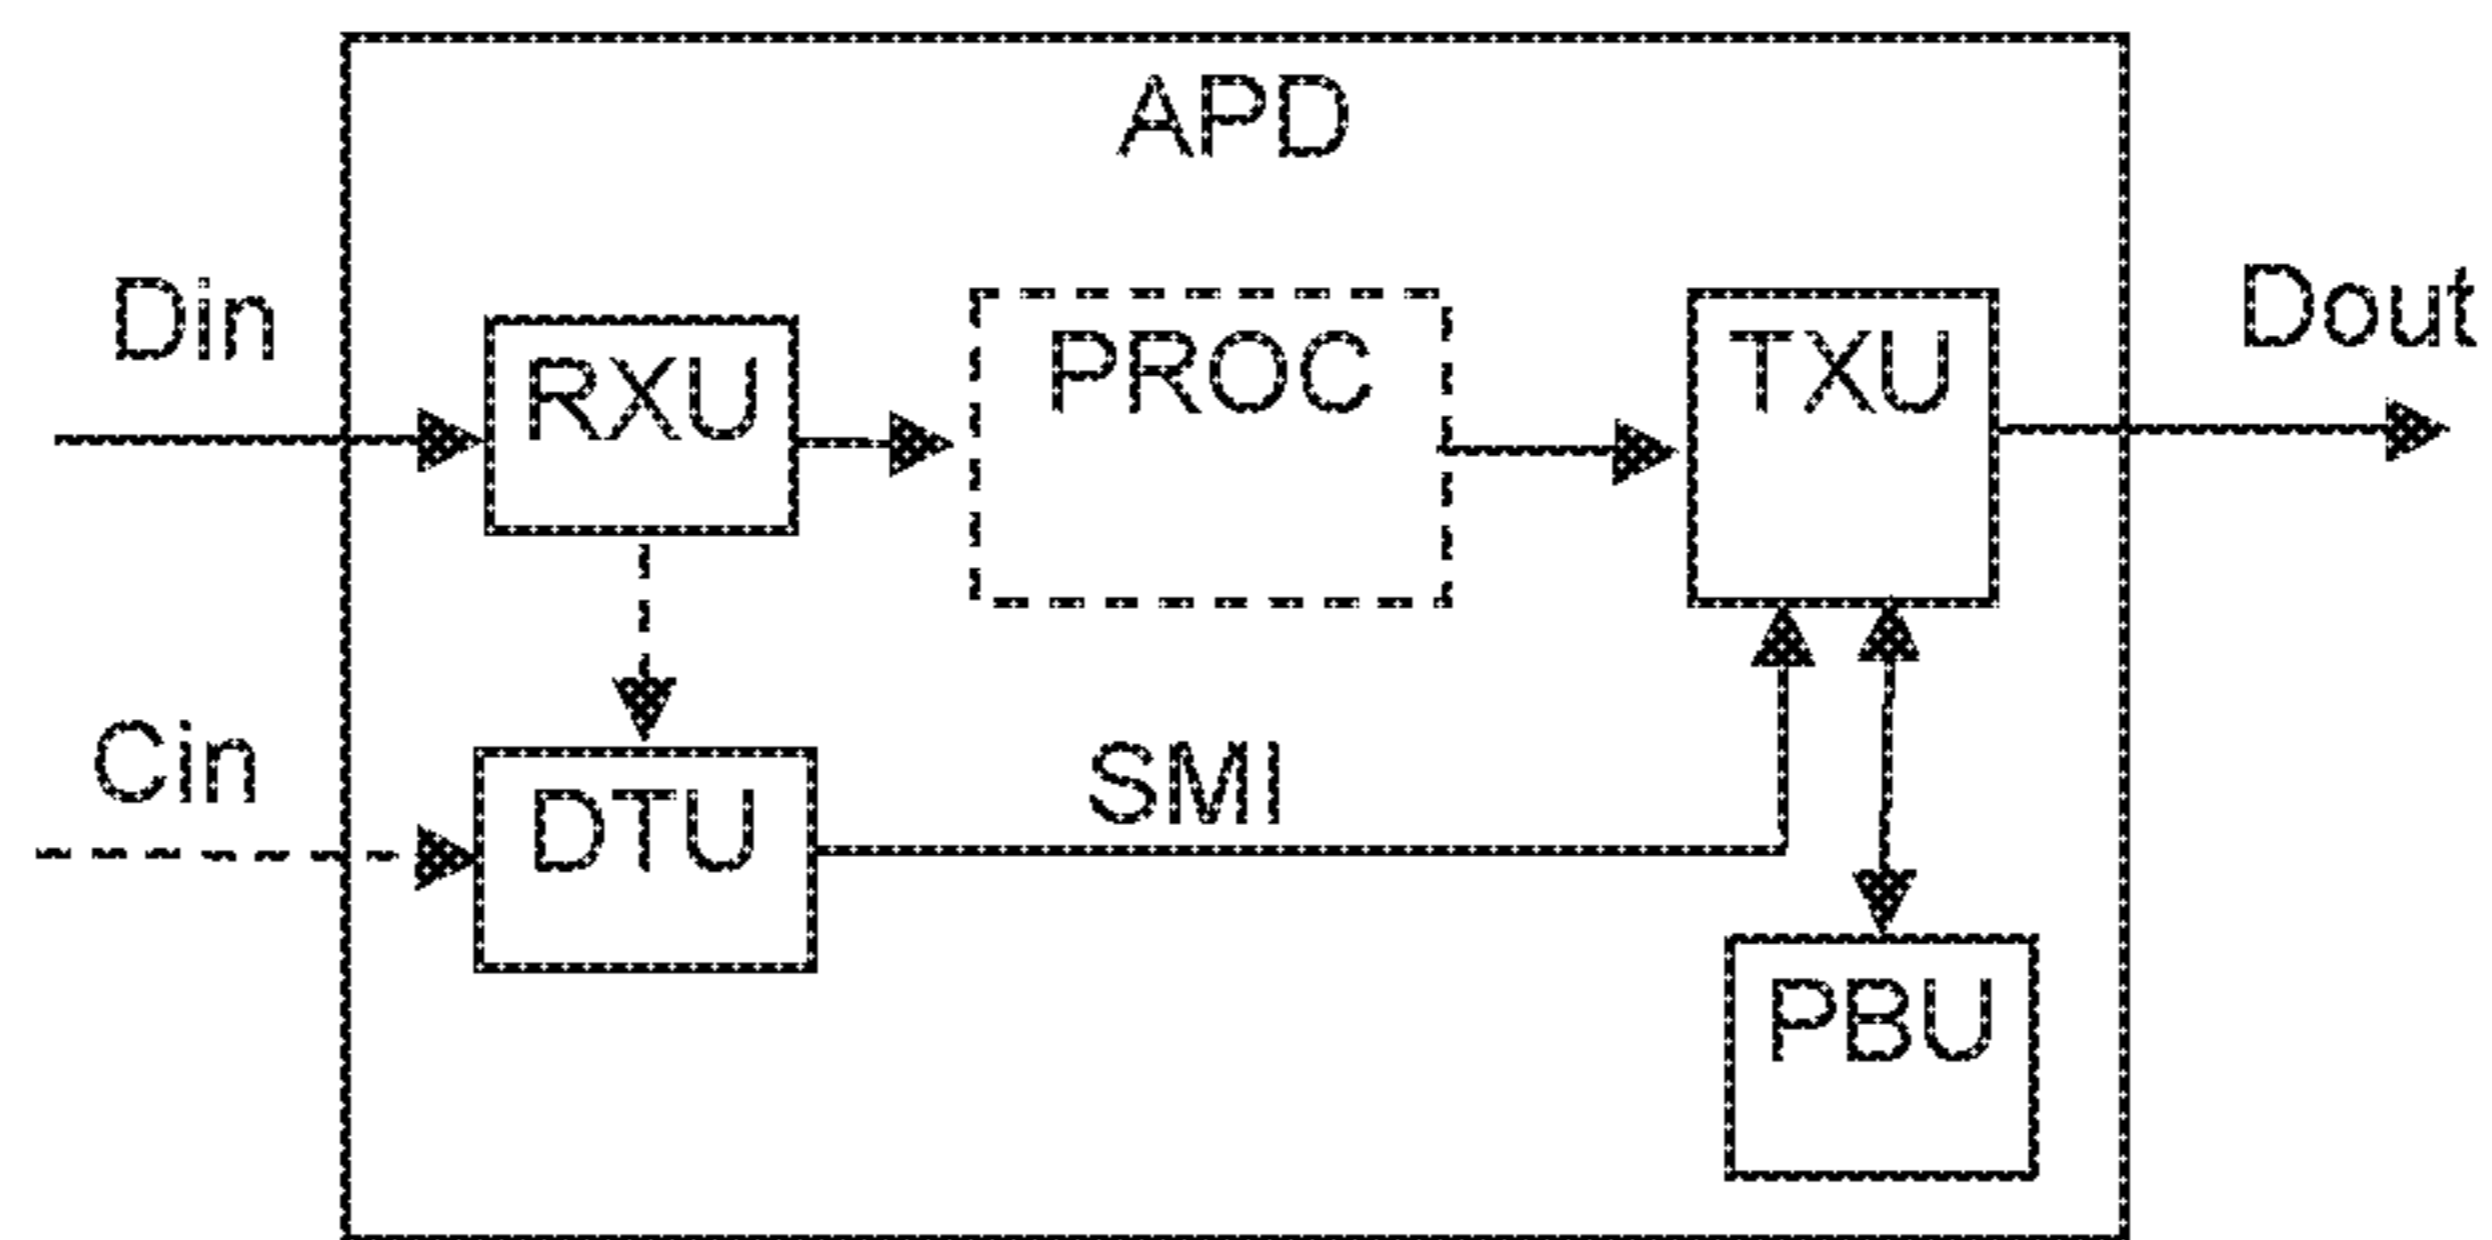 APD
Din
RXU
PROC
TXU
Dout
Cin
DTU
SMI
PBU